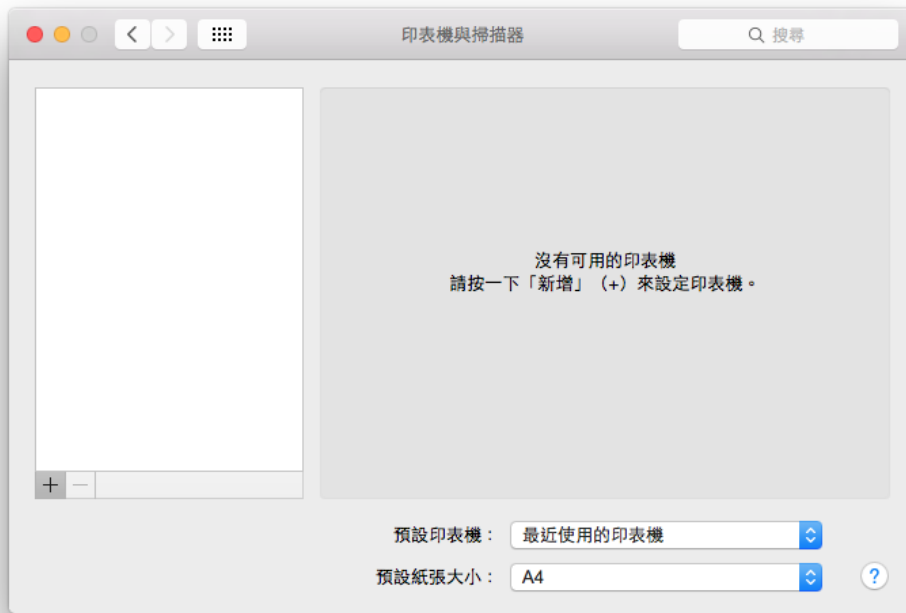 印表機與掃描器
搜尋
沒有可用的印表機
請按一下「新增」（+）來設定印表機。
預設印表機：
最近使用的印表機
預設紙張大小：
A4
?